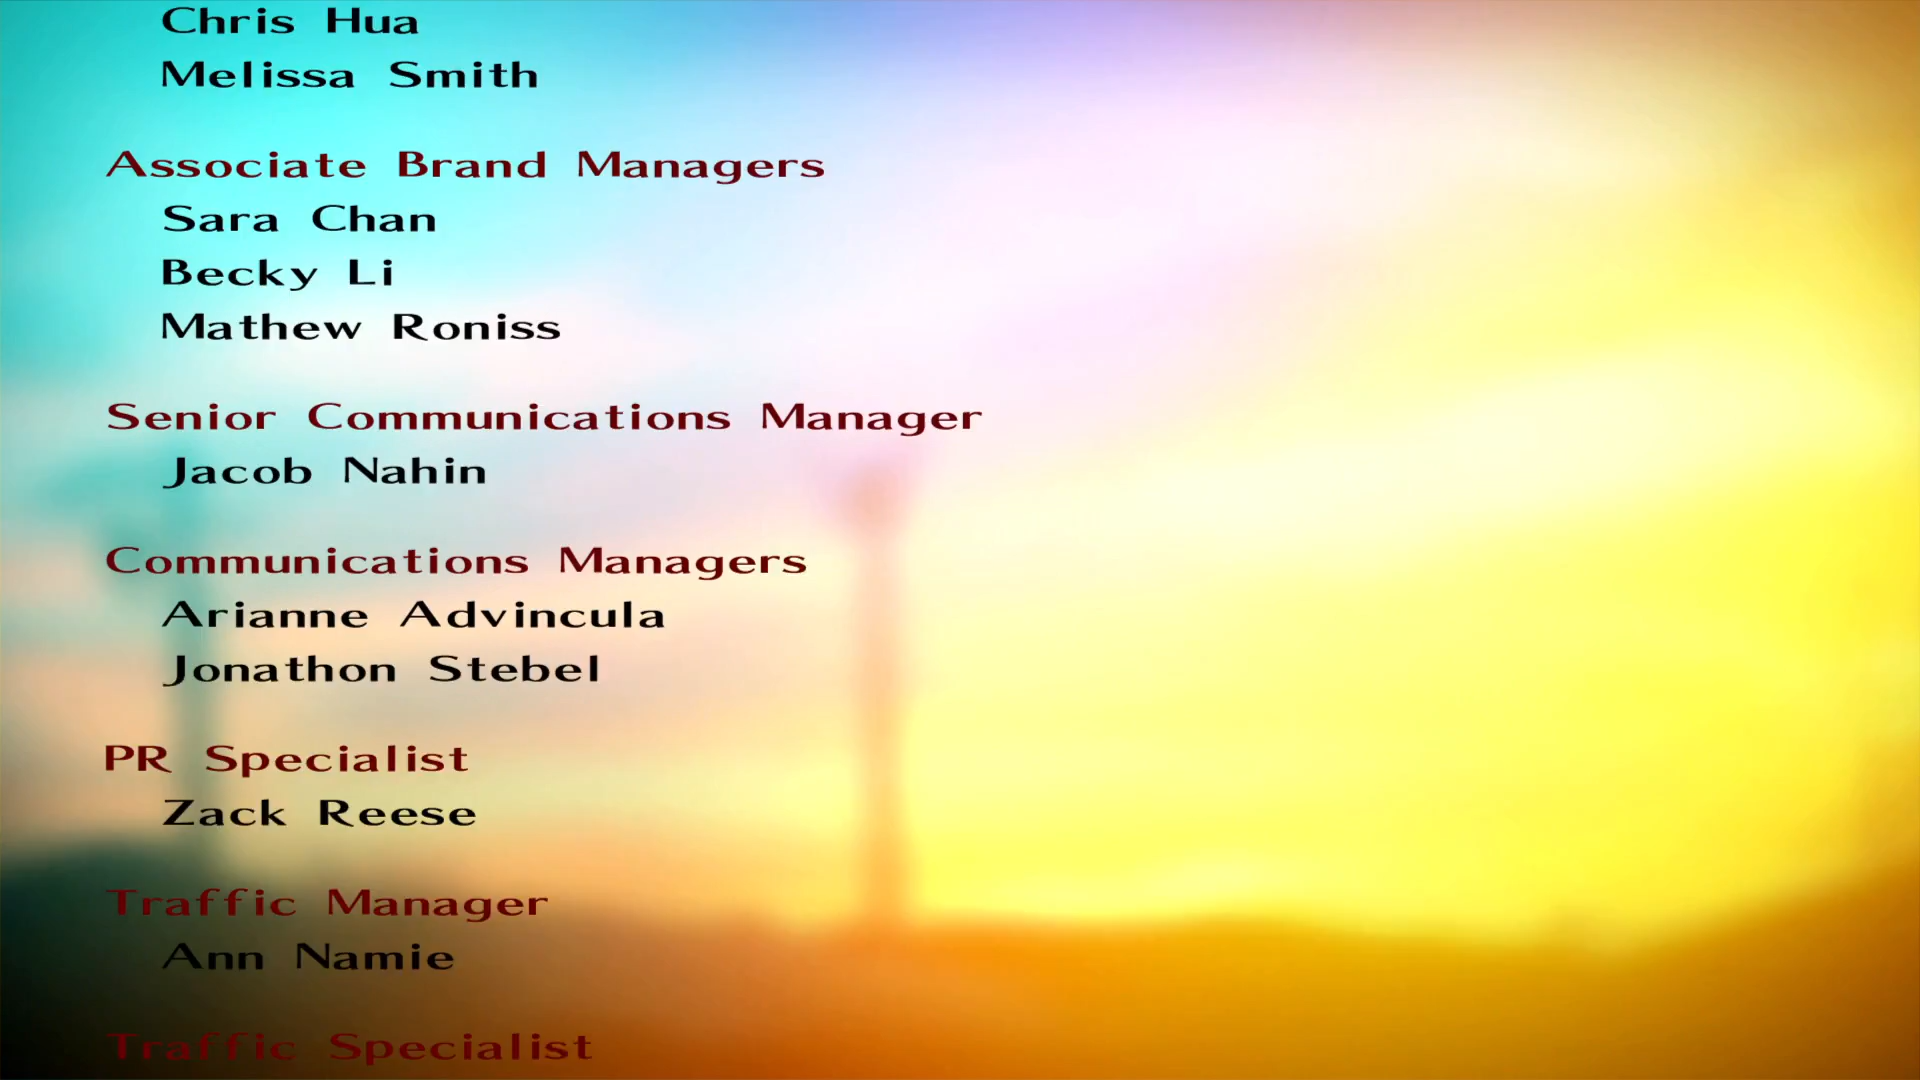 Chris Hua
Melissa Smith
Associate Brand Managers
Sara Chan
Becky Li
Mathew Roniss
Senior Communications Manager
Jacob Nahin
Communications Managers
Arianne Advincula
Jonathon Stebel
PR Specialist
Zack Reese
Traffic Manager
Ann Namie
Traffic Specialist